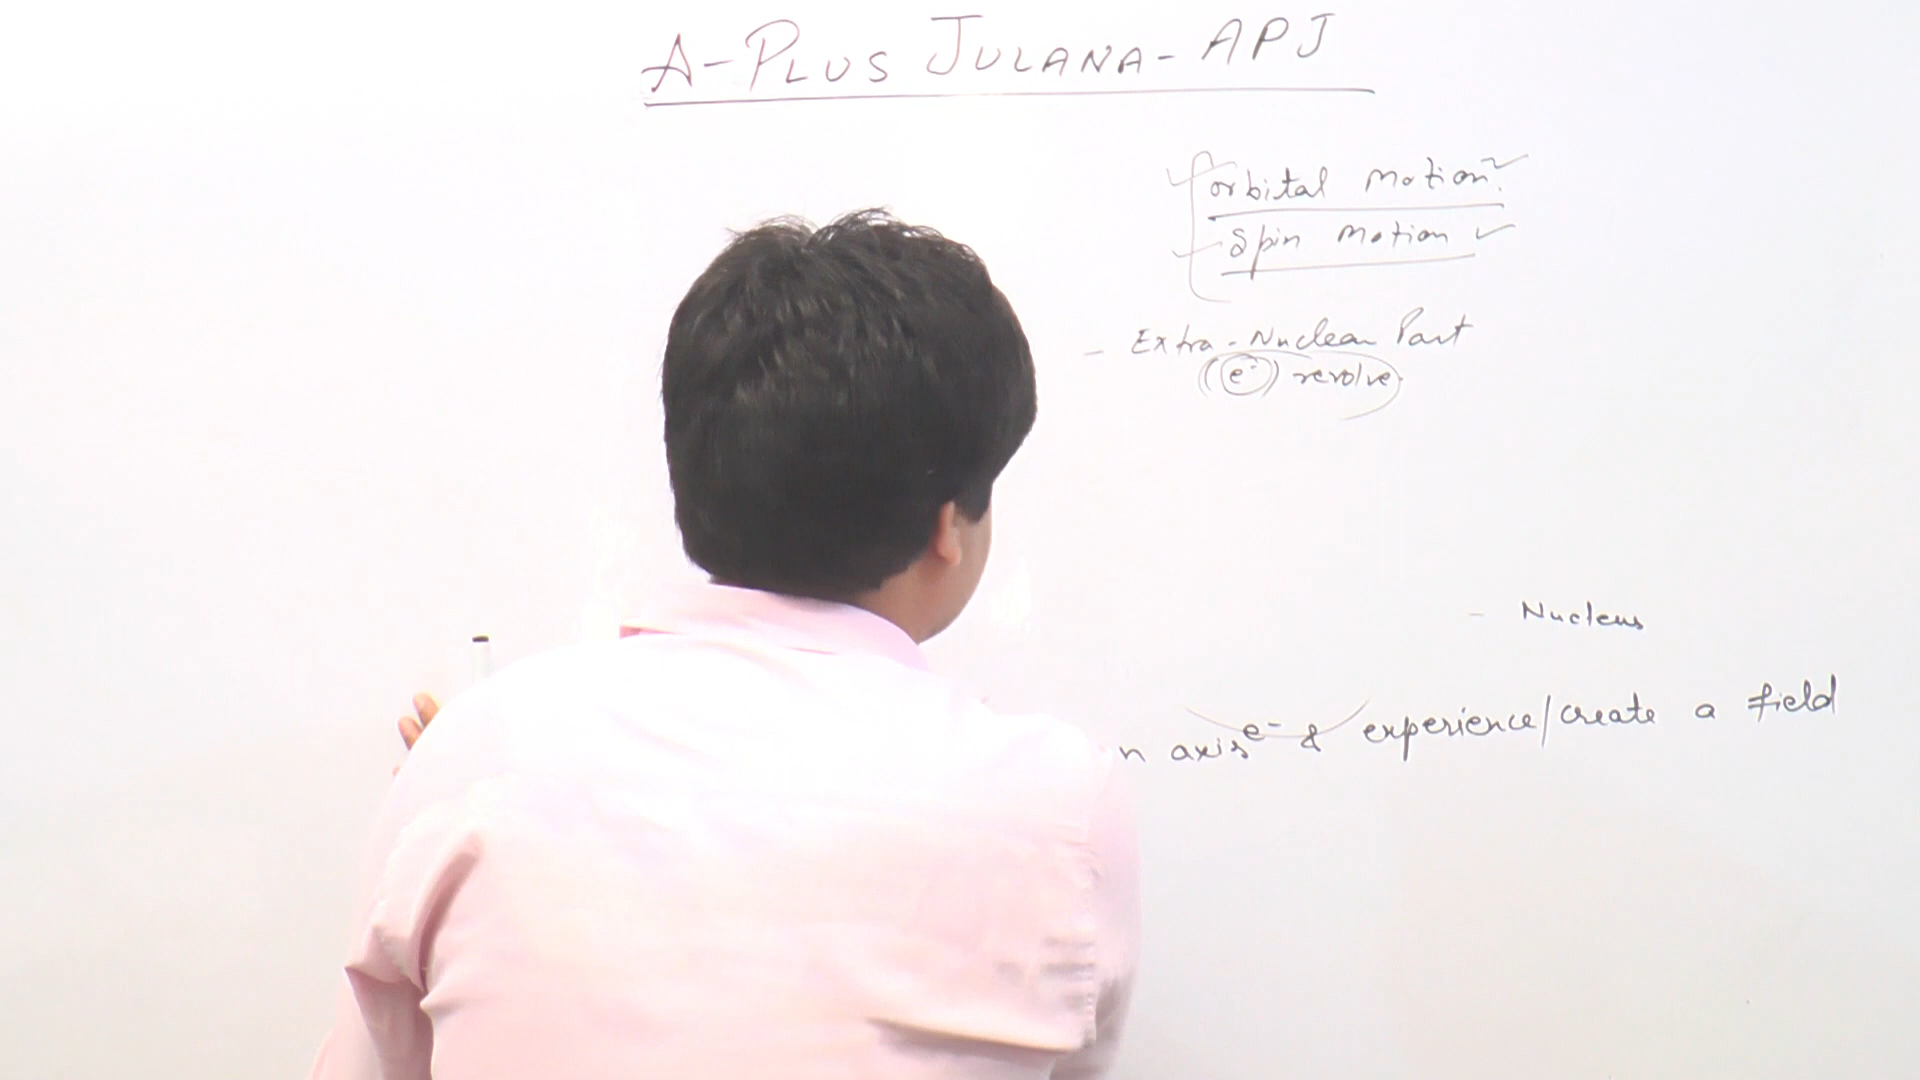 A-PLUS JULANA-APJ
orbital motion
Spin motion
- Extra-Nuclear Part
(e-) revolve
- Nucleus
n axis e- & experience/create a field